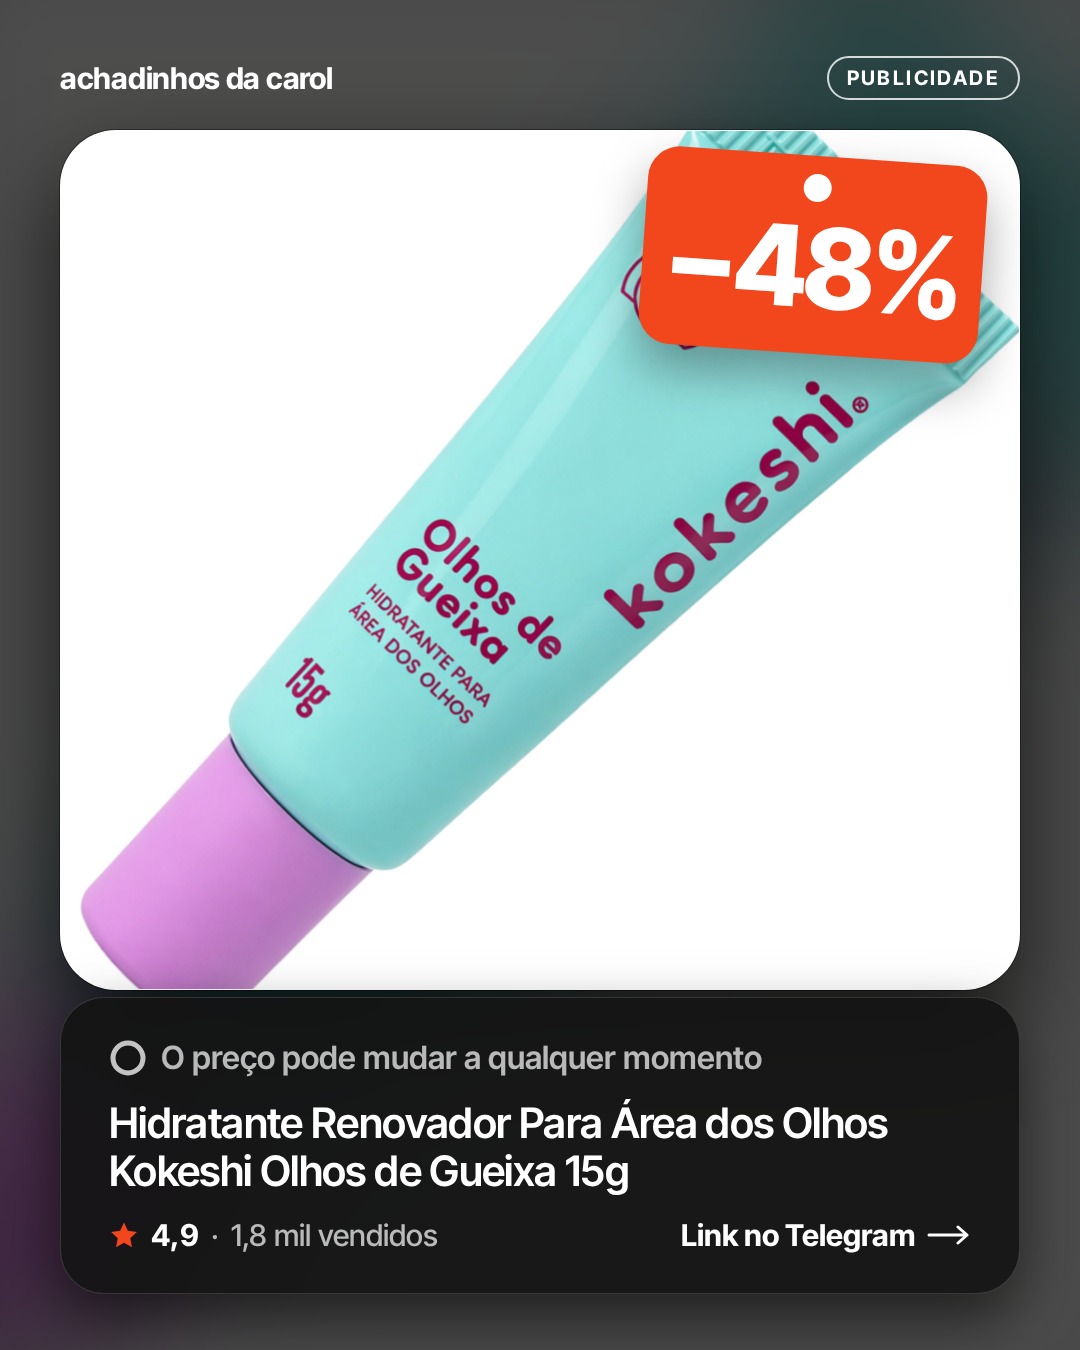 achadinhos da carol
PUBLICIDADE
–48%
kokeshi®
Olhos de
Gueixa
HIDRATANTE PARA
ÁREA DOS OLHOS
15g
O preço pode mudar a qualquer momento
Hidratante Renovador Para Área dos Olhos
Kokeshi Olhos de Gueixa 15g
4,9 · 1,8 mil vendidos
Link no Telegram →